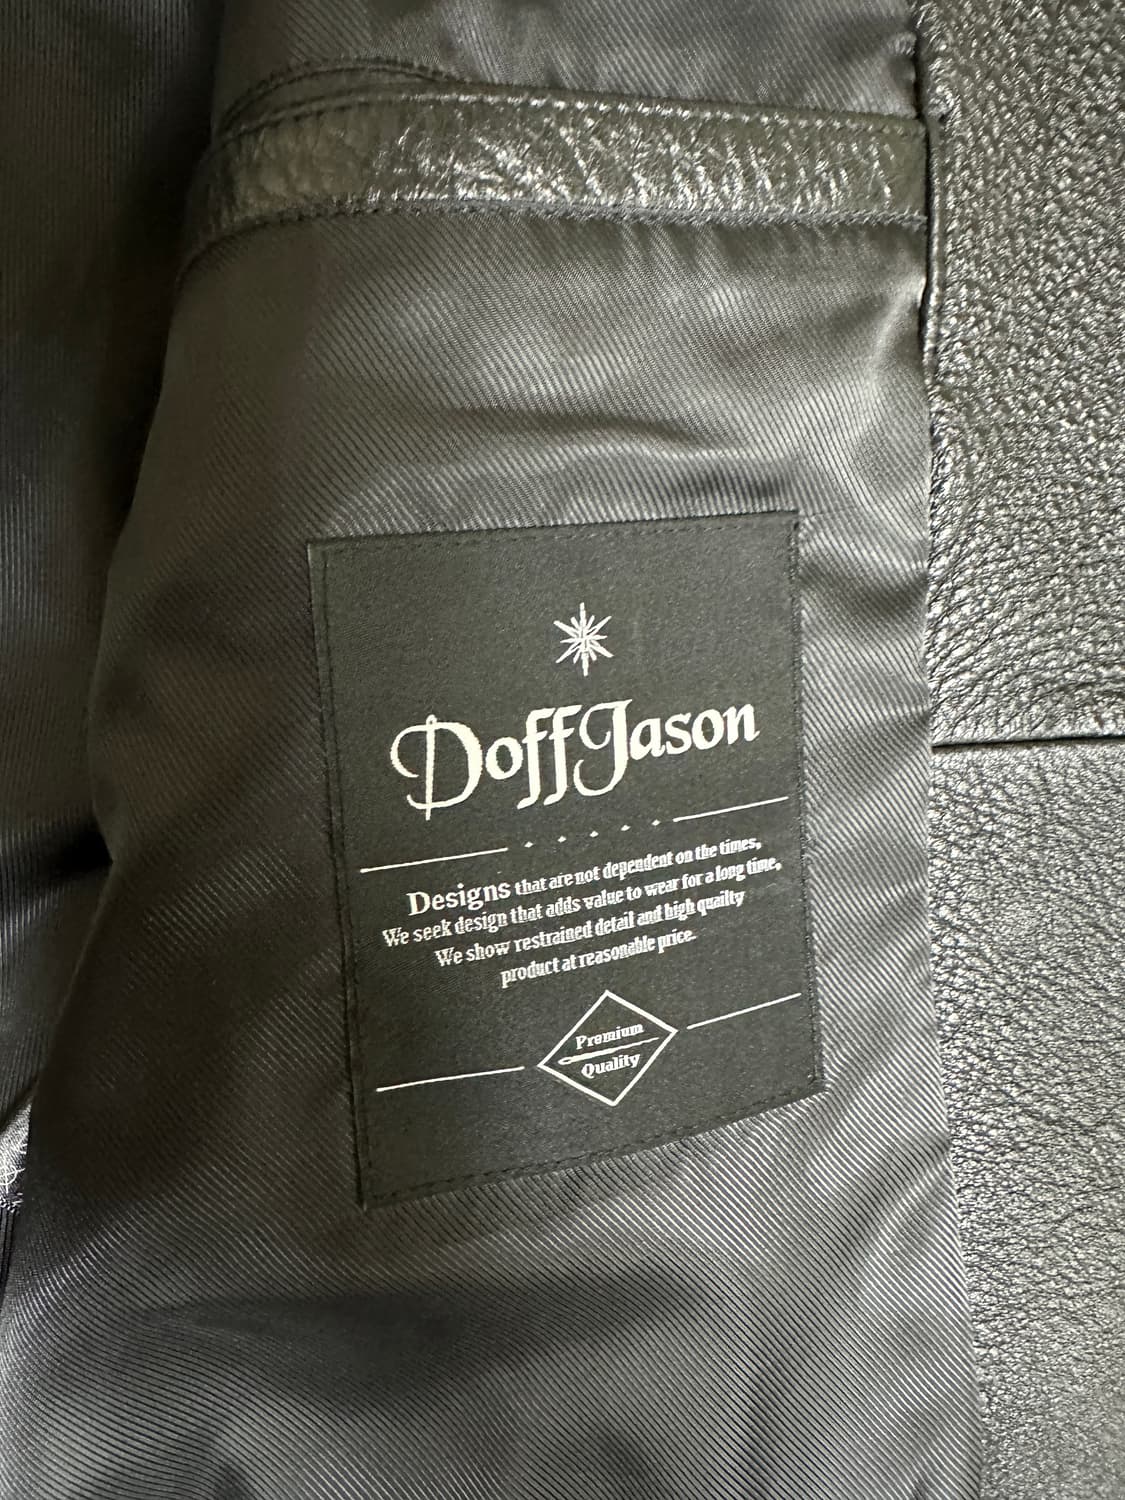 DoffJason
Designs that are not dependent on the times,
We seek design that adds value to wear for a long time,
We show restrained detail and high quailty
product at reasonable price.
Premium
Quality